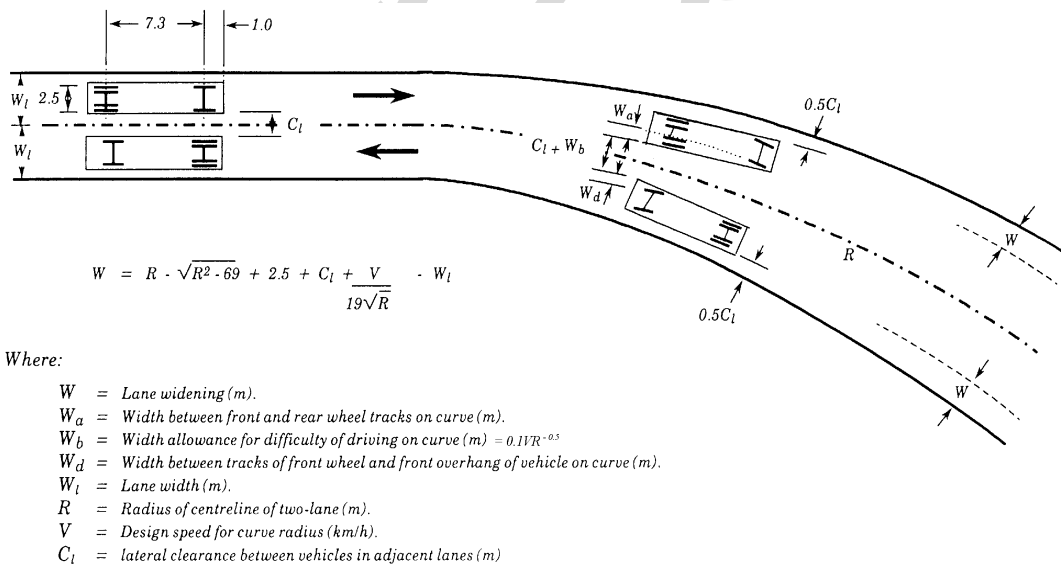 7.3
1.0
W_l
2.5
W_l
C_l
W_a
0.5C_l
C_l + W_b
W_d
R
W
0.5C_l
W
W = R - √(R² - 69) + 2.5 + C_l + V/(19√R) - W_l
Where:
W = Lane widening (m).
W_a = Width between front and rear wheel tracks on curve (m).
W_b = Width allowance for difficulty of driving on curve (m) = 0.1VR^-0.5
W_d = Width between tracks of front wheel and front overhang of vehicle on curve (m).
W_l = Lane width (m).
R = Radius of centreline of two-lane (m).
V = Design speed for curve radius (km/h).
C_l = lateral clearance between vehicles in adjacent lanes (m)